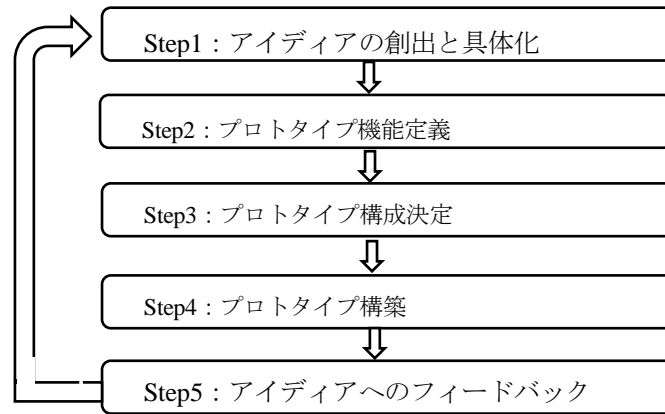 Step1：アイディアの創出と具体化
Step2：プロトタイプ機能定義
Step3：プロトタイプ構成決定
Step4：プロトタイプ構築
Step5：アイディアへのフィードバック